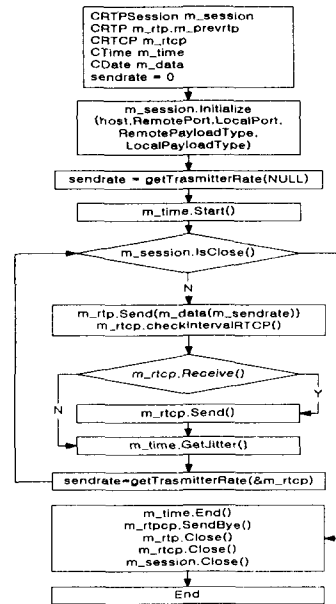 CRTPSession m_session
CRTP m_rtp.m_prevrtp
CRTCP m_rtcp
CTime m_time
CDate m_data
sendrate = 0
m_session.Initialize
(host,RemotePort,LocalPort,
RemotePayloadType,
LocalPayloadType)
sendrate = getTrasmitterRate(NULL)
m_time.Start()
m_session.IsClose()
N
m_rtp.Send(m_data(m_sendrate))
m_rtcp.checkIntervalRTCP()
m_rtcp.Receive()
N
Y
m_rtcp.Send()
m_time.GetJitter()
sendrate=getTrasmitterRate(&m_rtcp)
m_time.End()
m_rtpcp.SendBye()
m_rtp.Close()
m_rtcp.Close()
m_session.Close()
End